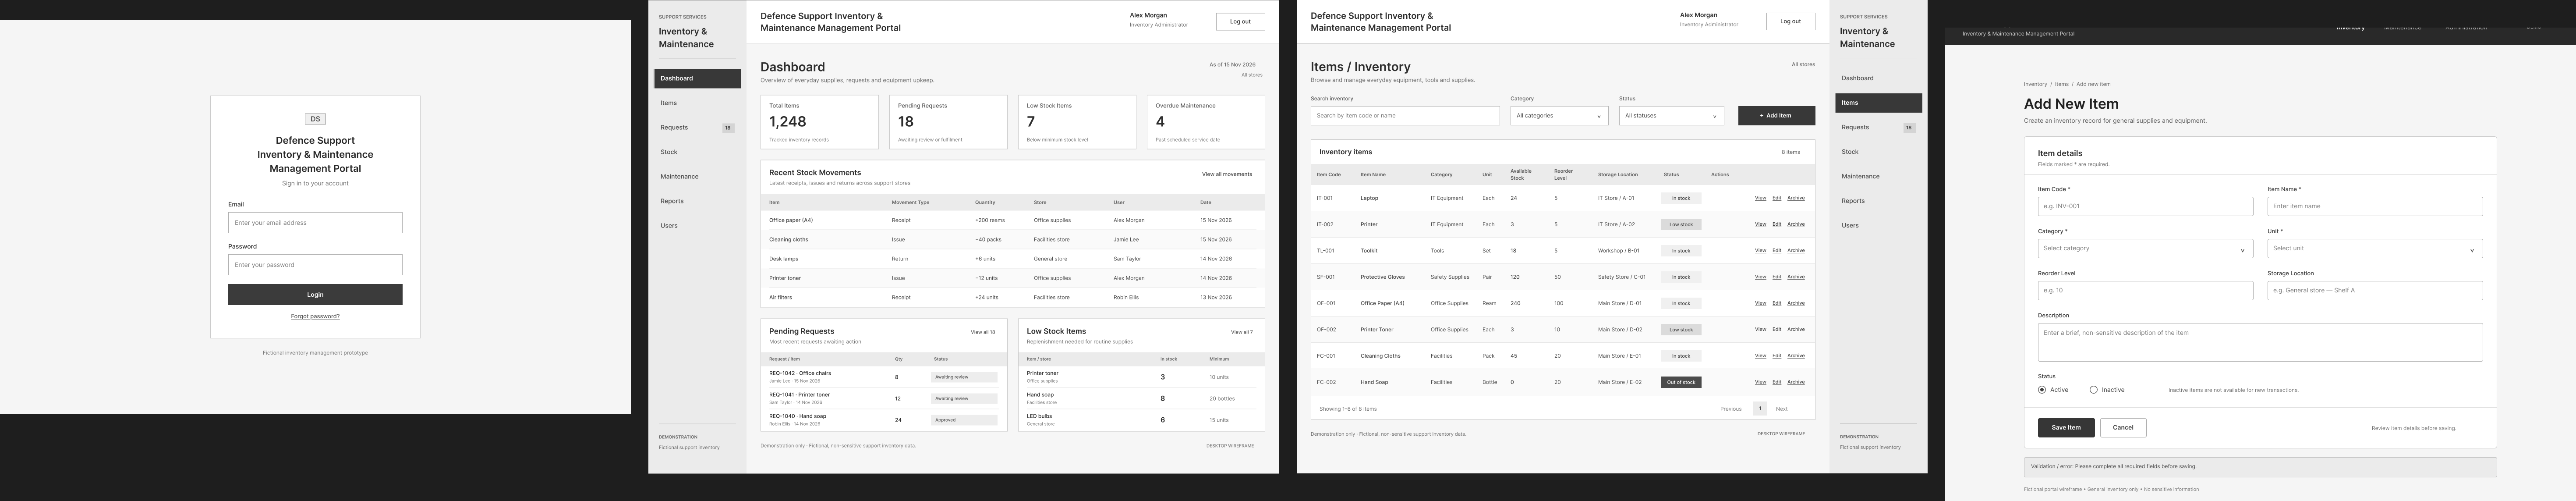 DS
Defence Support
Inventory & Maintenance
Management Portal
Sign in to your account
Email
Enter your email address
Password
Enter your password
Login
Forgot password?
Fictional inventory management prototype
SUPPORT SERVICES
Inventory &
Maintenance
Dashboard
Items
Requests 18
Stock
Maintenance
Reports
Users
DEMONSTRATION
Fictional support inventory
Defence Support Inventory &
Maintenance Management Portal
Alex Morgan
Inventory Administrator
Log out
Dashboard
Overview of everyday supplies, requests and equipment upkeep.
As of 15 Nov 2026
All stores
Total Items
1,248
Tracked inventory records
Pending Requests
18
Awaiting review or fulfilment
Low Stock Items
7
Below minimum stock level
Overdue Maintenance
4
Past scheduled service date
Recent Stock Movements
Latest receipts, issues and returns across support stores
View all movements
Item Movement Type Quantity Store User Date
Office paper (A4) Receipt +200 reams Office supplies Alex Morgan 15 Nov 2026
Cleaning cloths Issue −40 packs Facilities store Jamie Lee 15 Nov 2026
Desk lamps Return +6 units General store Sam Taylor 14 Nov 2026
Printer toner Issue −12 units Office supplies Alex Morgan 14 Nov 2026
Air filters Receipt +24 units Facilities store Robin Ellis 13 Nov 2026
Pending Requests
Most recent requests awaiting action
View all 18
Request / item Qty Status
REQ-1042 · Office chairs
Jamie Lee · 15 Nov 2026
8 Awaiting review
REQ-1041 · Printer toner
Sam Taylor · 14 Nov 2026
12 Awaiting review
REQ-1040 · Hand soap
Robin Ellis · 14 Nov 2026
24 Approved
Low Stock Items
Replenishment needed for routine supplies
View all 7
Item / store In stock Minimum
Printer toner
Office supplies
3 10 units
Hand soap
Facilities store
8 20 bottles
LED bulbs
General store
6 15 units
Demonstration only · Fictional, non-sensitive support inventory data.
DESKTOP WIREFRAME
Defence Support Inventory &
Maintenance Management Portal
Alex Morgan
Inventory Administrator
Log out
Items / Inventory
Browse and manage everyday equipment, tools and supplies.
All stores
Search inventory
Search by item code or name
Category
All categories
Status
All statuses
+ Add Item
Inventory items
8 items
Item Code Item Name Category Unit Available Stock Reorder Level Storage Location Status Actions
IT-001 Laptop IT Equipment Each 24 5 IT Store / A-01 In stock View Edit Archive
IT-002 Printer IT Equipment Each 3 5 IT Store / A-02 Low stock View Edit Archive
TL-001 Toolkit Tools Set 18 5 Workshop / B-01 In stock View Edit Archive
SF-001 Protective Gloves Safety Supplies Pair 120 50 Safety Store / C-01 In stock View Edit Archive
OF-001 Office Paper (A4) Office Supplies Ream 240 100 Main Store / D-01 In stock View Edit Archive
OF-002 Printer Toner Office Supplies Each 3 10 Main Store / D-02 Low stock View Edit Archive
FC-001 Cleaning Cloths Facilities Pack 45 20 Main Store / E-01 In stock View Edit Archive
FC-002 Hand Soap Facilities Bottle 0 20 Main Store / E-02 Out of stock View Edit Archive
Showing 1–8 of 8 items
Previous 1 Next
Demonstration only · Fictional, non-sensitive support inventory data.
DESKTOP WIREFRAME
SUPPORT SERVICES
Inventory &
Maintenance
Dashboard
Items
Requests 18
Stock
Maintenance
Reports
Users
DEMONSTRATION
Fictional support inventory
Inventory & Maintenance Management Portal
Inventory Maintenance Administration
Inventory / Items / Add new item
Add New Item
Create an inventory record for general supplies and equipment.
Item details
Fields marked * are required.
Item Code *
e.g. INV-001
Item Name *
Enter item name
Category *
Select category
Unit *
Select unit
Reorder Level
e.g. 10
Storage Location
e.g. General store — Shelf A
Description
Enter a brief, non-sensitive description of the item
Status
Active Inactive Inactive items are not available for new transactions.
Save Item Cancel
Review item details before saving.
Validation / error: Please complete all required fields before saving.
Fictional portal wireframe • General inventory only • No sensitive information